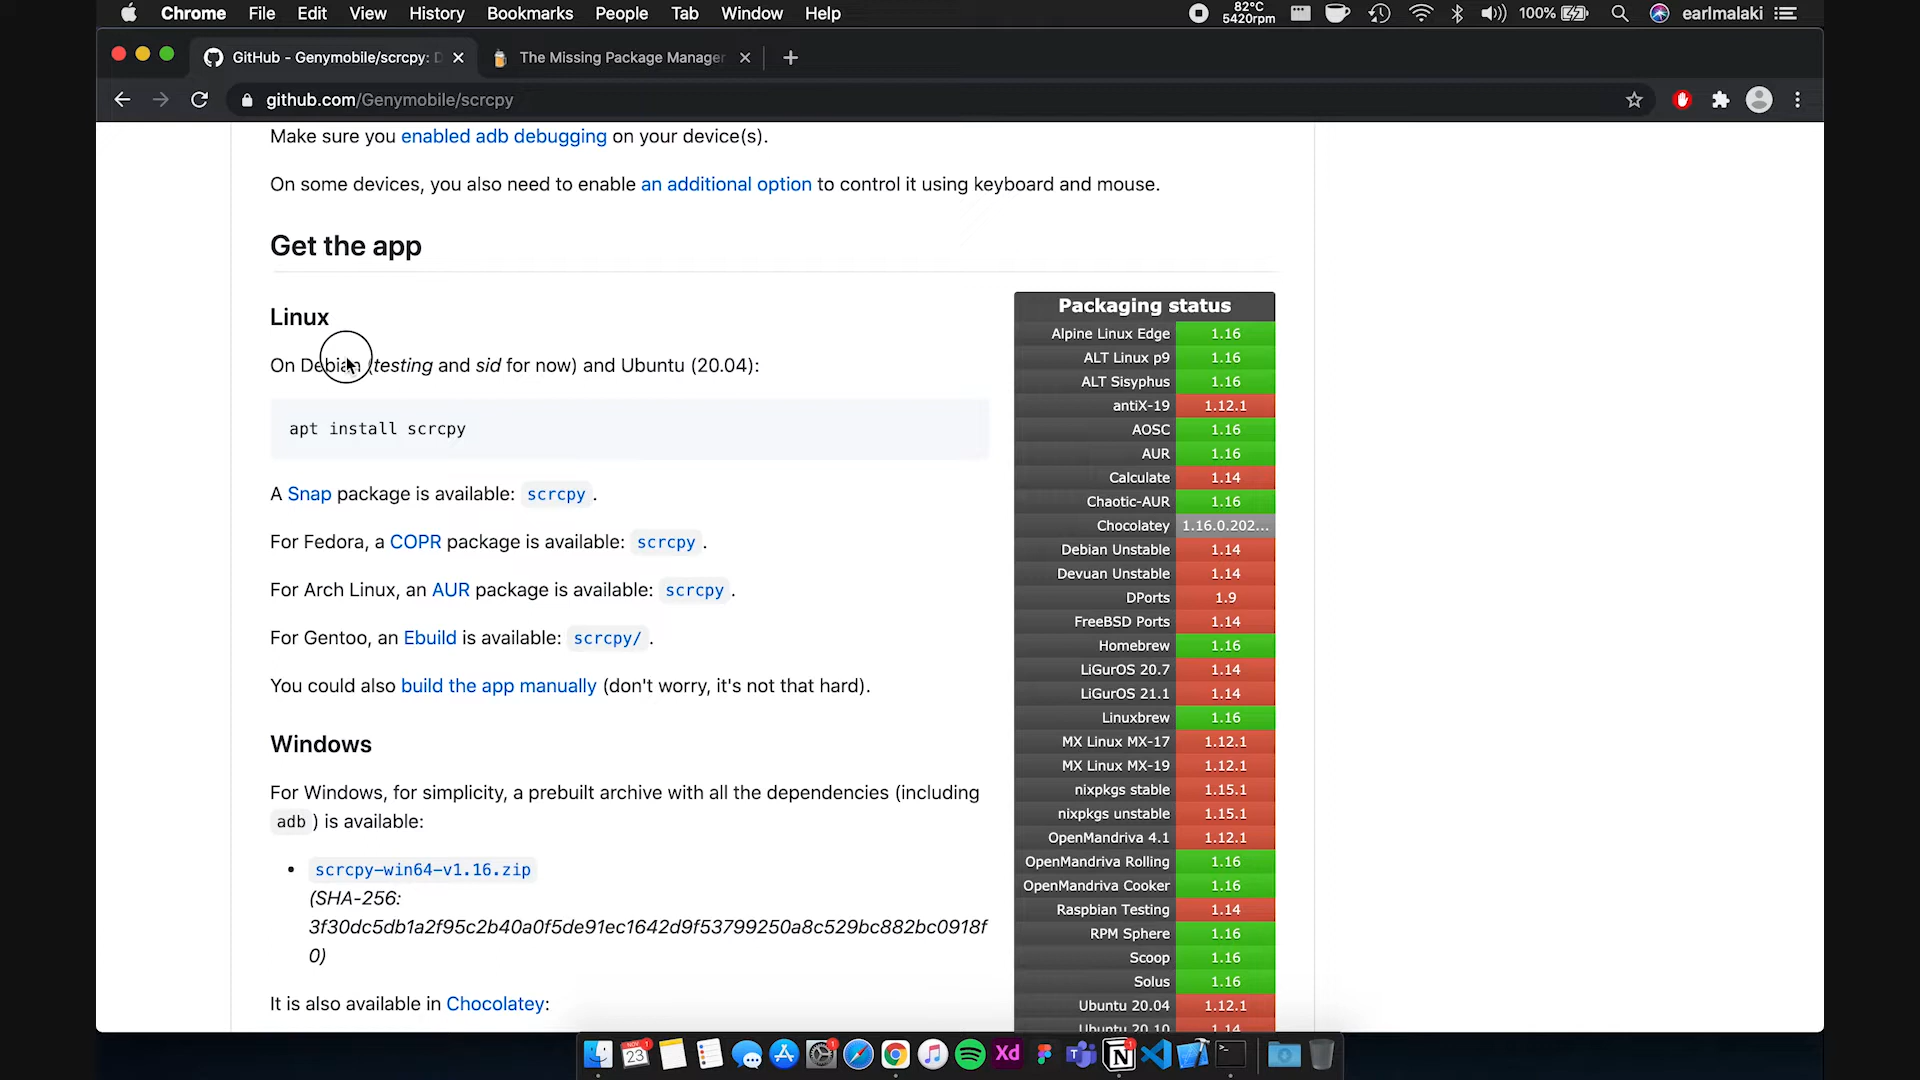 Chrome File Edit View History Bookmarks People Tab Window Help
82°C
5420rpm
100%
earlmalaki
GitHub - Genymobile/scrcpy: D
The Missing Package Manager
github.com/Genymobile/scrcpy
Make sure you enabled adb debugging on your device(s).
On some devices, you also need to enable an additional option to control it using keyboard and mouse.
Get the app
Linux
On Debian (testing and sid for now) and Ubuntu (20.04):
apt install scrcpy
A Snap package is available: scrcpy .
For Fedora, a COPR package is available: scrcpy .
For Arch Linux, an AUR package is available: scrcpy .
For Gentoo, an Ebuild is available: scrcpy/ .
You could also build the app manually (don't worry, it's not that hard).
Windows
For Windows, for simplicity, a prebuilt archive with all the dependencies (including
adb ) is available:
• scrcpy-win64-v1.16.zip
(SHA-256:
3f30dc5db1a2f95c2b40a0f5de91ec1642d9f53799250a8c529bc882bc0918f
0)
It is also available in Chocolatey:
Packaging status
Alpine Linux Edge 1.16
ALT Linux p9 1.16
ALT Sisyphus 1.16
antiX-19 1.12.1
AOSC 1.16
AUR 1.16
Calculate 1.14
Chaotic-AUR 1.16
Chocolatey 1.16.0.202...
Debian Unstable 1.14
Devuan Unstable 1.14
DPorts 1.9
FreeBSD Ports 1.14
Homebrew 1.16
LiGurOS 20.7 1.14
LiGurOS 21.1 1.14
Linuxbrew 1.16
MX Linux MX-17 1.12.1
MX Linux MX-19 1.12.1
nixpkgs stable 1.15.1
nixpkgs unstable 1.15.1
OpenMandriva 4.1 1.12.1
OpenMandriva Rolling 1.16
OpenMandriva Cooker 1.16
Raspbian Testing 1.14
RPM Sphere 1.16
Scoop 1.16
Solus 1.16
Ubuntu 20.04 1.12.1
Ubuntu 20.10 1.14
NOV
23
1
1
Xd
T
N
1
>_